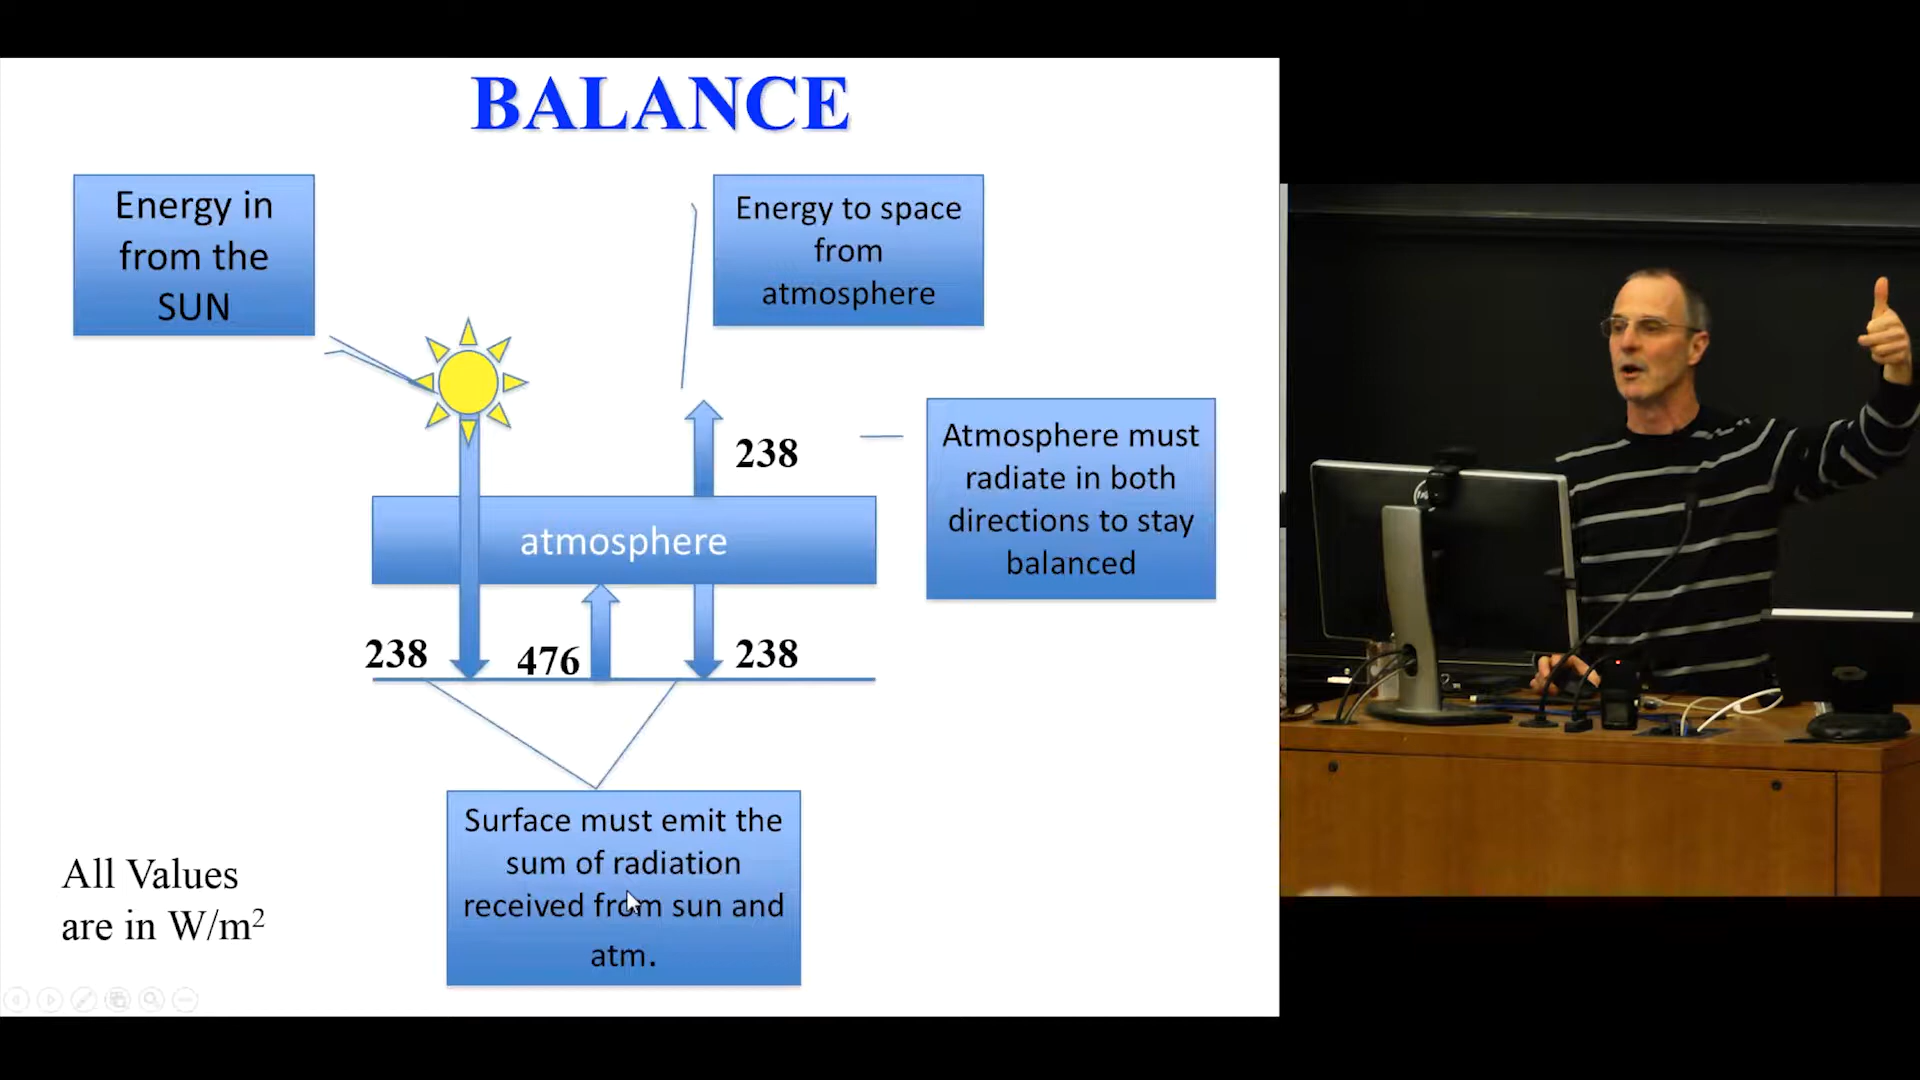 BALANCE
Energy in
from the
SUN
Energy to space
from
atmosphere
238
Atmosphere must
radiate in both
directions to stay
balanced
atmosphere
238
476
238
Surface must emit the
sum of radiation
received from sun and
atm.
All Values
are in W/m²